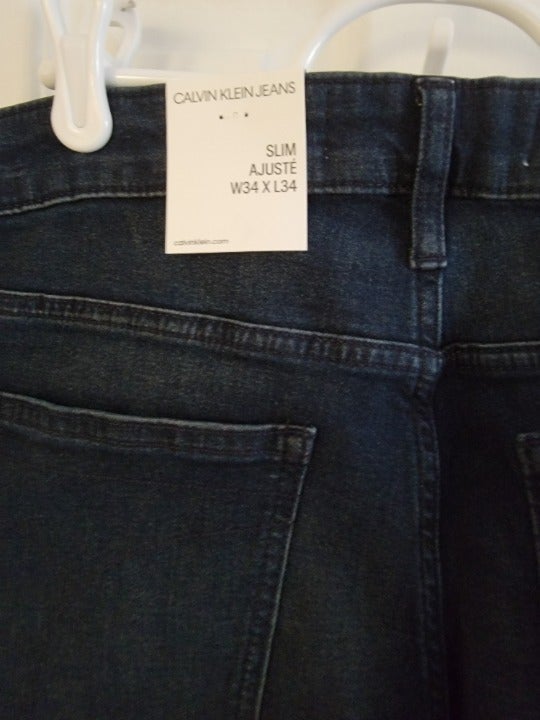 CALVIN KLEIN JEANS
SLIM
AJUSTÉ
W34 X L34
calvinklein.com